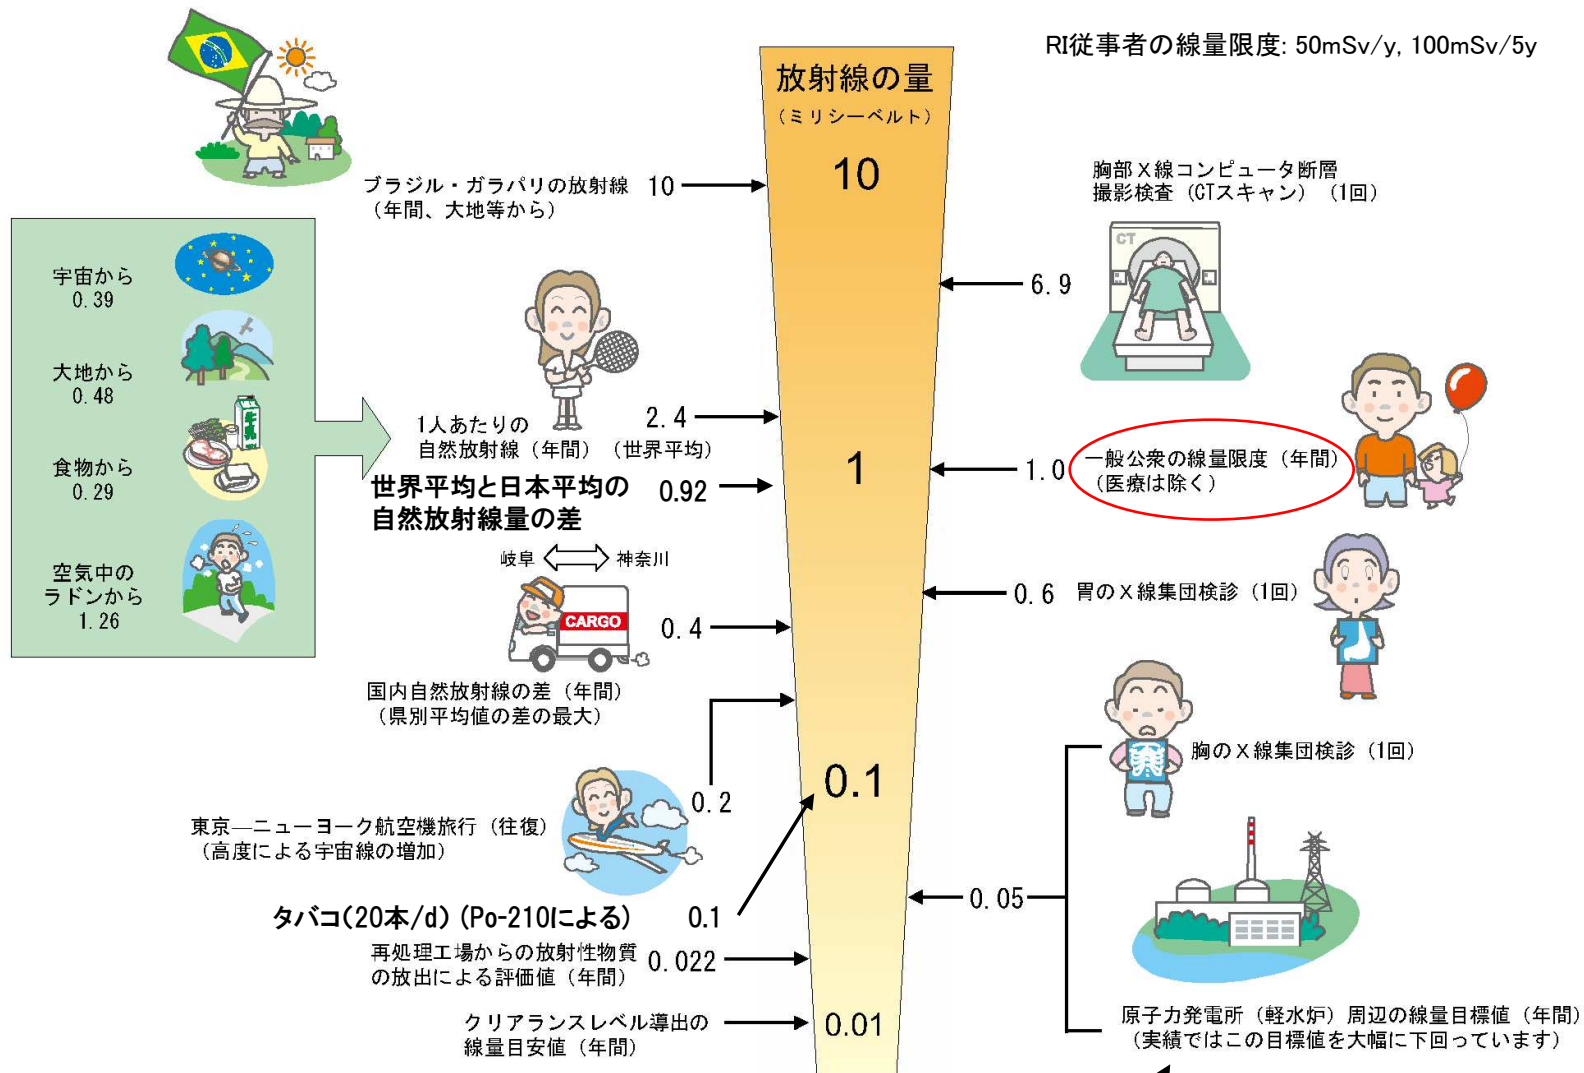 RI従事者の線量限度: 50mSv/y, 100mSv/5y
放射線の量
（ミリシーベルト）
10
1
0.1
0.01
ブラジル・ガラパリの放射線
（年間、大地等から）
10
宇宙から
0.39
大地から
0.48
食物から
0.29
空気中の
ラドンから
1.26
牛乳
1人あたりの
自然放射線（年間）（世界平均）
2.4
世界平均と日本平均の
自然放射線量の差
0.92
岐阜 神奈川
CARGO
0.4
国内自然放射線の差（年間）
（県別平均値の差の最大）
0.2
東京―ニューヨーク航空機旅行（往復）
（高度による宇宙線の増加）
タバコ（20本/d）(Po-210による) 0.1
再処理工場からの放射性物質
の放出による評価値（年間）
0.022
クリアランスレベル導出の
線量目安値（年間）
胸部X線コンピュータ断層
撮影検査（CTスキャン）（1回）
CT
6.9
1.0
一般公衆の線量限度（年間）
（医療は除く）
0.6 胃のX線集団検診（1回）
胸のX線集団検診（1回）
0.05
原子力発電所（軽水炉）周辺の線量目標値（年間）
（実績ではこの目標値を大幅に下回っています）